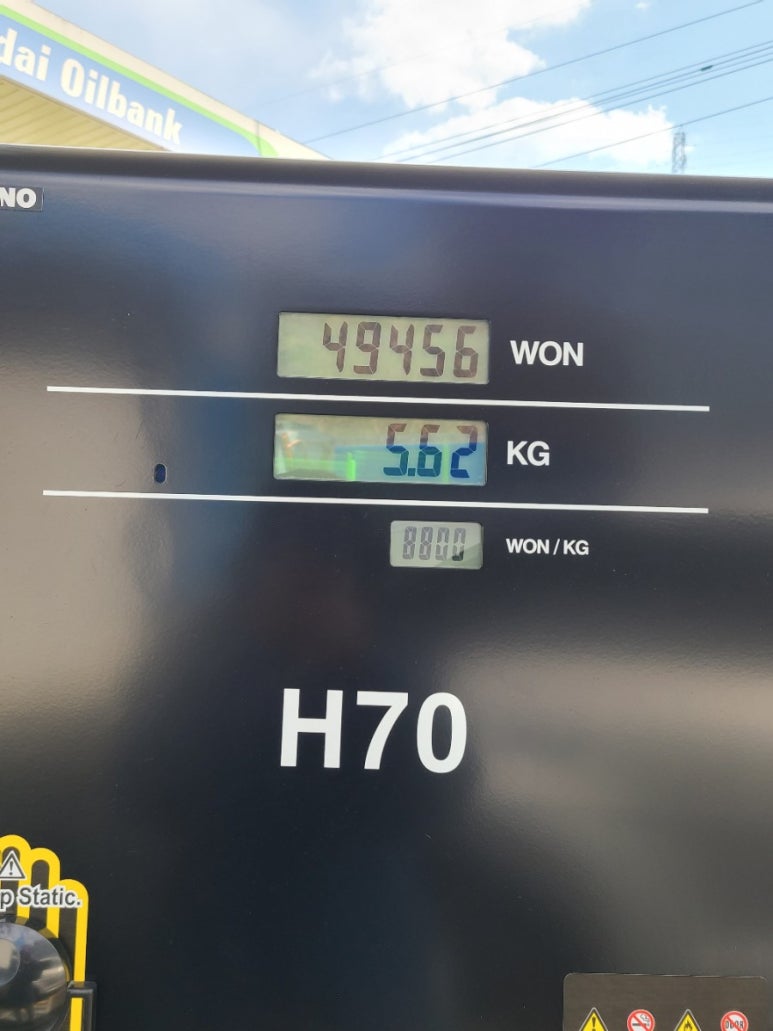 dai Oilbank
NO
49456 WON
5.62 KG
8800 WON/KG
H70
p Static.